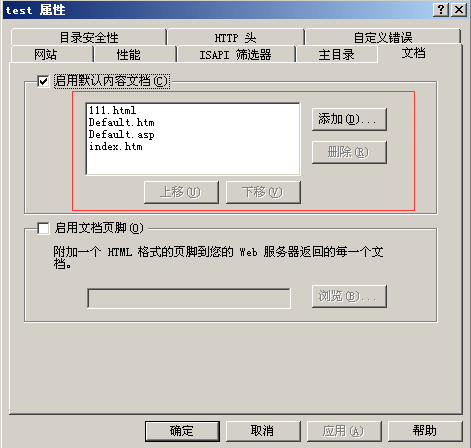 test 属性
目录安全性 HTTP 头 自定义错误
网站 性能 ISAPI 筛选器 主目录 文档
启用默认内容文档(C)
111.html
Default.htm
Default.asp
index.htm
添加(D)...
删除(R)
上移(U) 下移(V)
启用文档页脚(O)
附加一个 HTML 格式的页脚到您的 Web 服务器返回的每一个文
档。
浏览(B)...
确定 取消 应用(A) 帮助